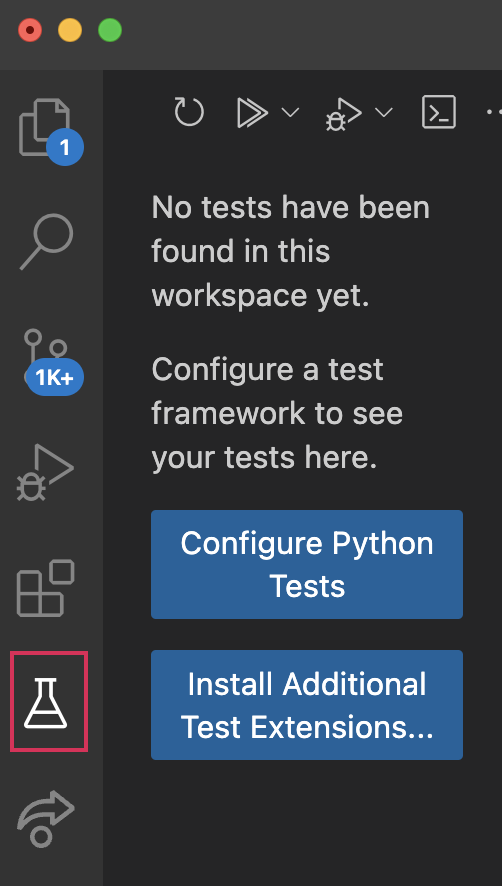 1
No tests have been
found in this
workspace yet.
1K+
Configure a test
framework to see
your tests here.
Configure Python
Tests
Install Additional
Test Extensions...